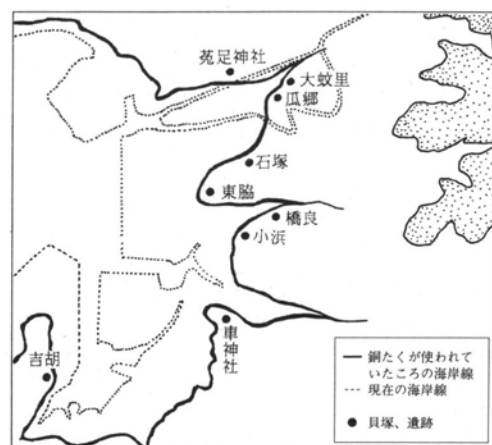 菟足神社
大蚊里
瓜郷
石塚
東脇
橋良
小浜
車神社
吉胡
銅たくが使われて
いたころの海岸線
現在の海岸線
貝塚、遺跡